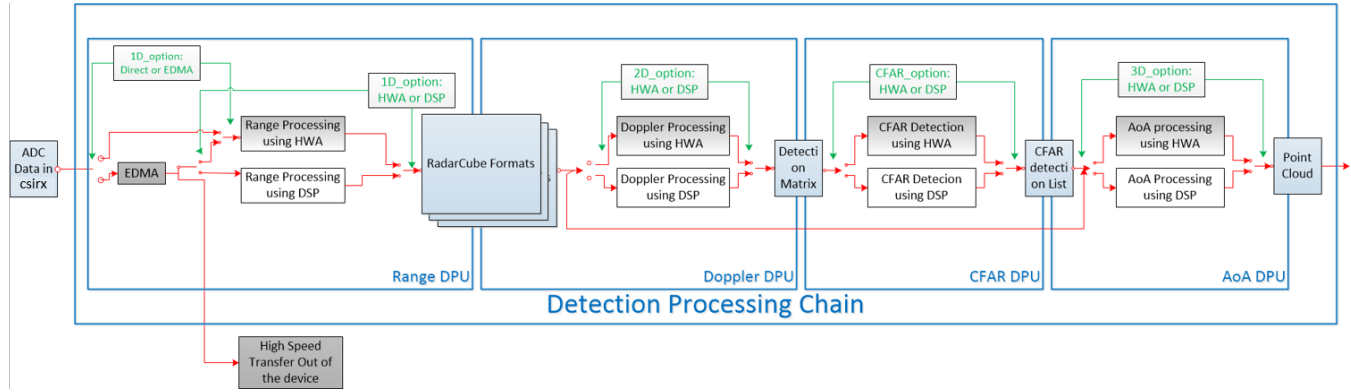 1D_option:
Direct or EDMA
1D_option:
HWA or DSP
2D_option:
HWA or DSP
CFAR_option:
HWA or DSP
3D_option:
HWA or DSP
ADC
Data in
csirx
EDMA
Range Processing
using HWA
Range Processing
using DSP
RadarCube Formats
s
Doppler Processing
using HWA
Doppler Processing
using DSP
Detecti
on
Matrix
CFAR Detection
using HWA
CFAR Detecion
using DSP
CFAR
detecti
on List
AoA processing
using HWA
AoA Processing
using DSP
Point
Cloud
Range DPU
Doppler DPU
CFAR DPU
AoA DPU
Detection Processing Chain
High Speed
Transfer Out of
the device